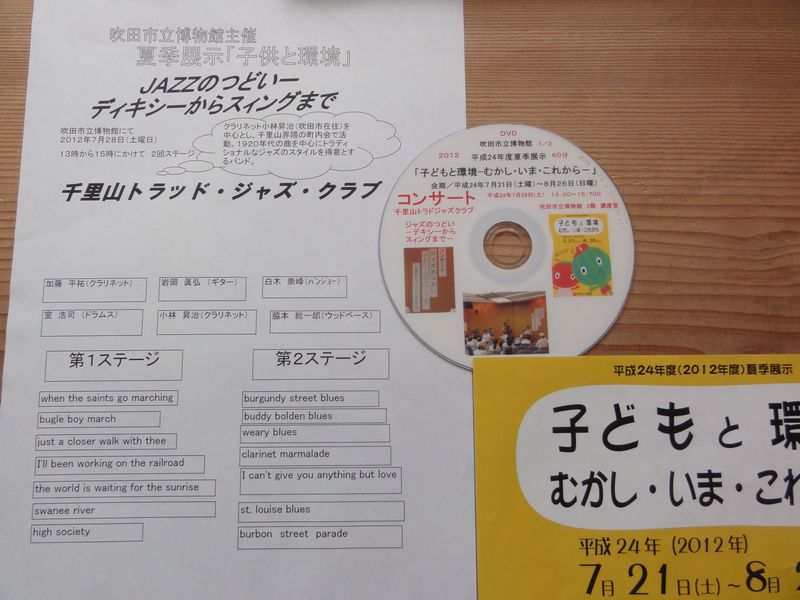 吹田市立博物館主催
夏季展示「子供と環境」
JAZZのつどいー
ディキシーからスィングまで
吹田市立博物館にて
2012年7月28日(土曜日)
13時から15時にかけて 2回ステージ
クラリネット小林昇治(吹田市在住)を
中心とし、千里山界隈の町内会で活
動。1920年代の曲を中心にトラディ
ショナルなジャズのスタイルを得意とす
るバンド。
千里山トラッド・ジャズ・クラブ
加藤 平祐(クラリネット)
岩岡 眞弘 (ギター)
白木 崇峰(バンジョー)
室 浩司 (ドラムス)
小林 昇治(クラリネット)
脇本 総一郎(ウッドベース)
第1ステージ
when the saints go marching
bugle boy march
just a closer walk with thee
I'll been working on the railroad
the world is waiting for the sunrise
swanee river
high society
第2ステージ
burgundy street blues
buddy bolden blues
weary blues
clarinet marmalade
I can't give you anything but love
st. louise blues
burbon street parade
DVD
吹田市立博物館 1/2
2012 平成24年度夏季展示 60分
「子どもと環境-むかし・いま・これから-」
会期/平成24年7月21日(土曜)~8月26日(日曜)
コンサート 平成24年7月28日(土) 13:00~15:700
千里山トラドジャズクラブ
吹田市立博物館 2階 講座室
ジャズのつどい
-ディキシーから
スィングまで-
子どもと環境
むかし・いま・これから
平成24年度(2012年度)夏季展示
子どもと環
むかし・いま・これ
平成24年(2012年)
7月21日(土)~8月2